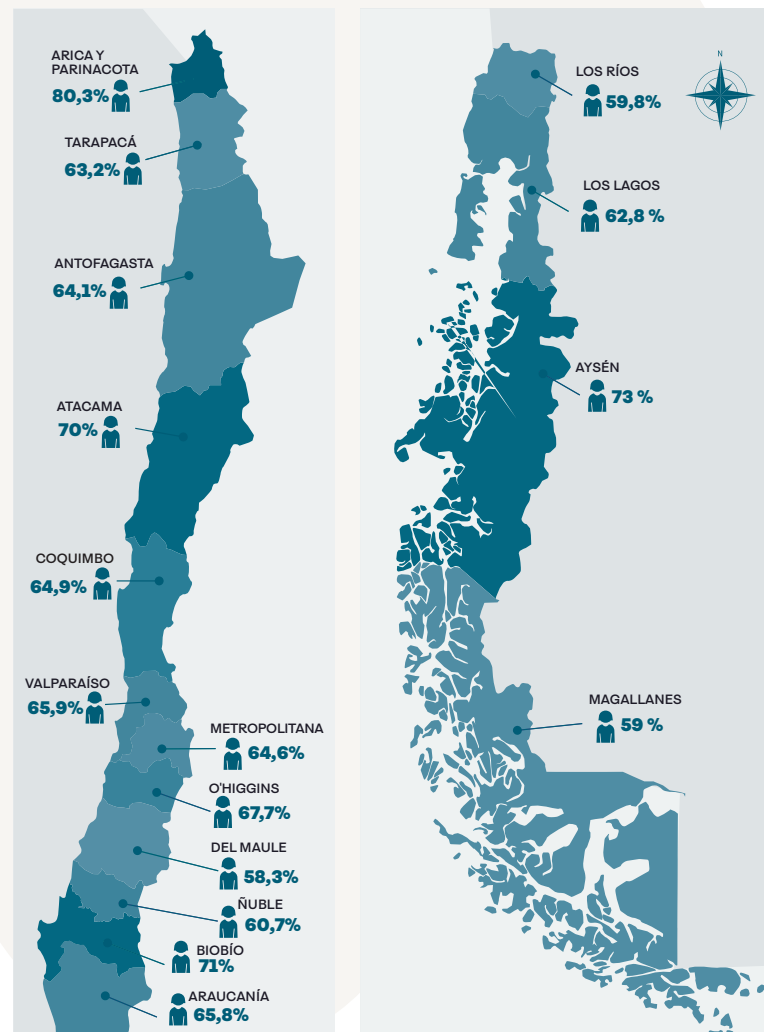 ARICA Y
PARINACOTA
80,3%
TARAPACÁ
63,2%
ANTOFAGASTA
64,1%
ATACAMA
70%
COQUIMBO
64,9%
VALPARAÍSO
65,9%
METROPOLITANA
64,6%
O'HIGGINS
67,7%
DEL MAULE
58,3%
ÑUBLE
60,7%
BIOBÍO
71%
ARAUCANÍA
65,8%
N
LOS RÍOS
59,8%
LOS LAGOS
62,8 %
AYSÉN
73 %
MAGALLANES
59 %